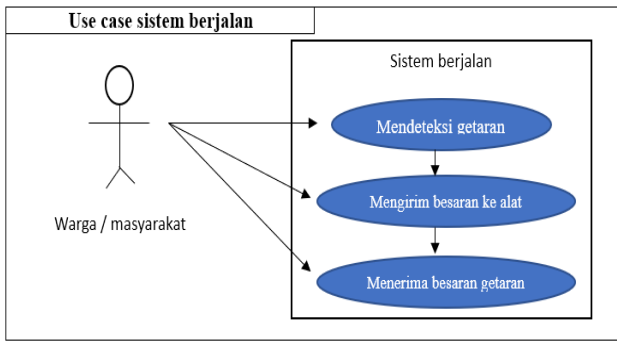 Use case sistem berjalan
Sistem berjalan
Mendeteksi getaran
Mengirim besaran ke alat
Warga / masyarakat
Menerima besaran getaran